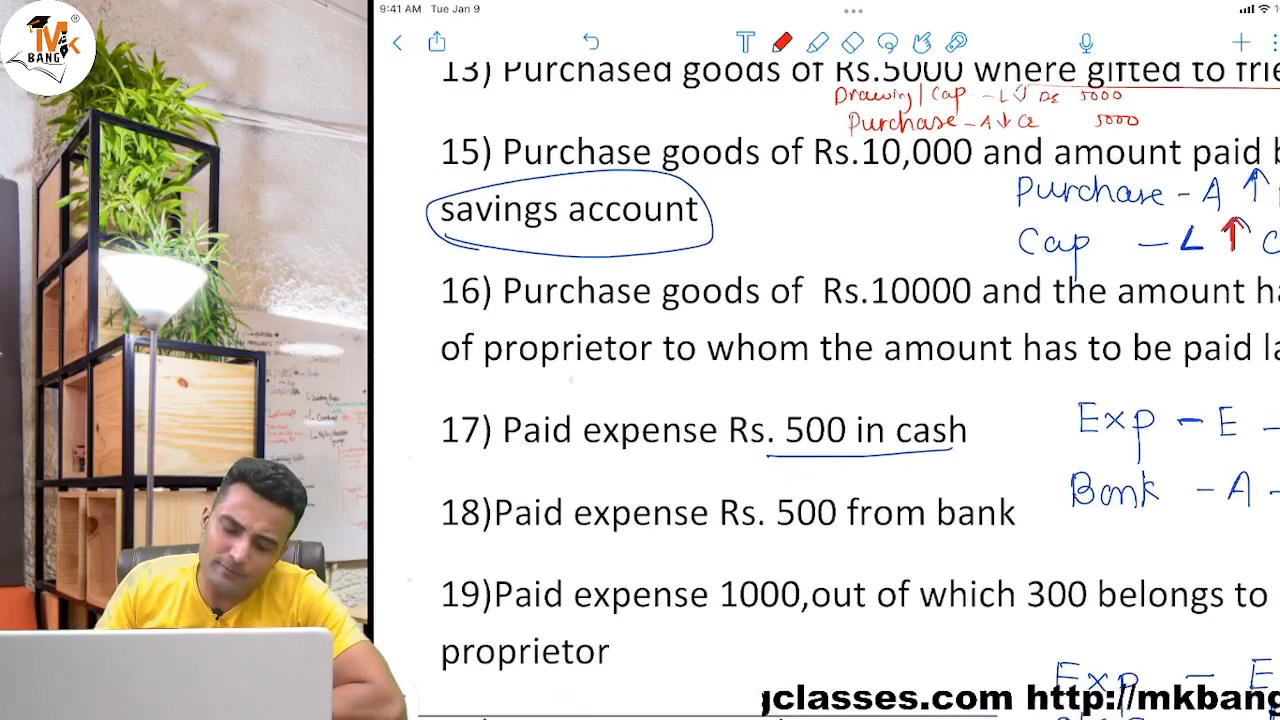 MK
BANG
9:41 AM Tue Jan 9
13) Purchased goods of Rs.5000 where gifted to frie
Drawing/Cap - L↓ Dr 5000
Purchase - A↓ Cr 5000
15) Purchase goods of Rs.10,000 and amount paid b
savings account
Purchase - A ↑
Cap - L ↑ C
16) Purchase goods of Rs.10000 and the amount ha
of proprietor to whom the amount has to be paid la
17) Paid expense Rs. 500 in cash
Exp - E -
Bank - A -
18)Paid expense Rs. 500 from bank
19)Paid expense 1000,out of which 300 belongs to
proprietor
Exp - E
gclasses.com http://mkbang